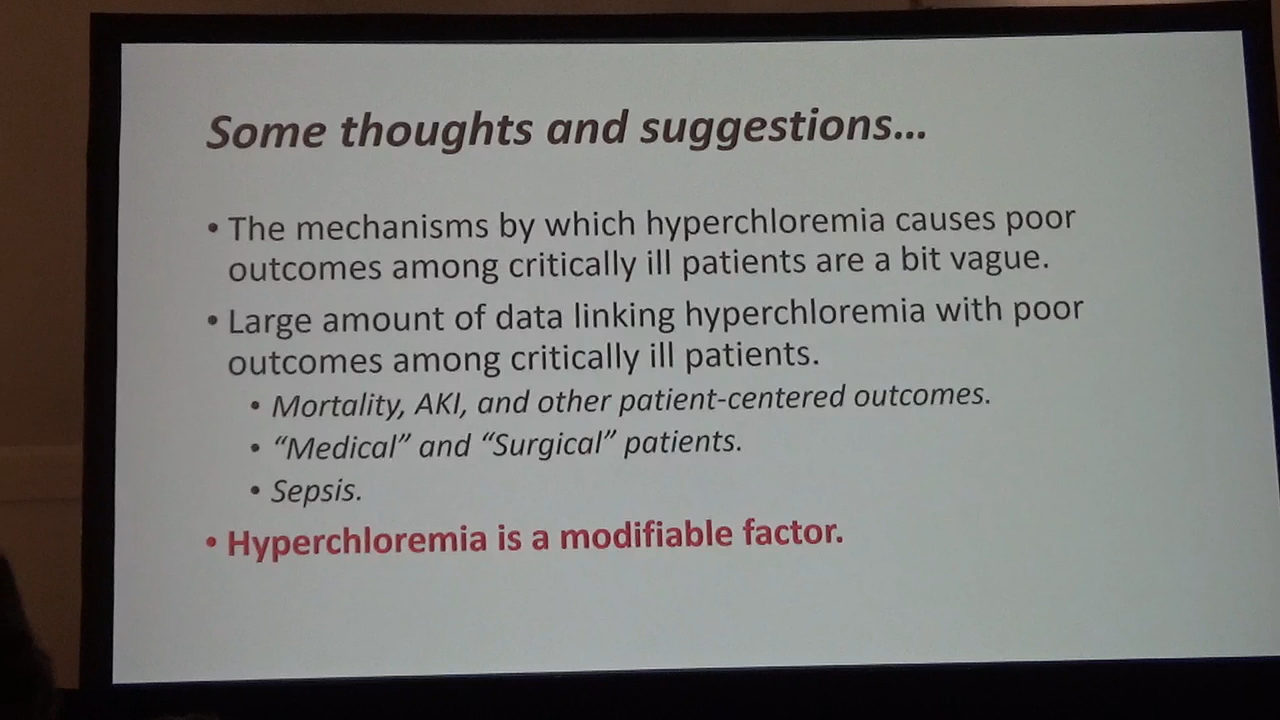 Some thoughts and suggestions...
• The mechanisms by which hyperchloremia causes poor
outcomes among critically ill patients are a bit vague.
• Large amount of data linking hyperchloremia with poor
outcomes among critically ill patients.
• Mortality, AKI, and other patient-centered outcomes.
• “Medical” and “Surgical” patients.
• Sepsis.
• Hyperchloremia is a modifiable factor.